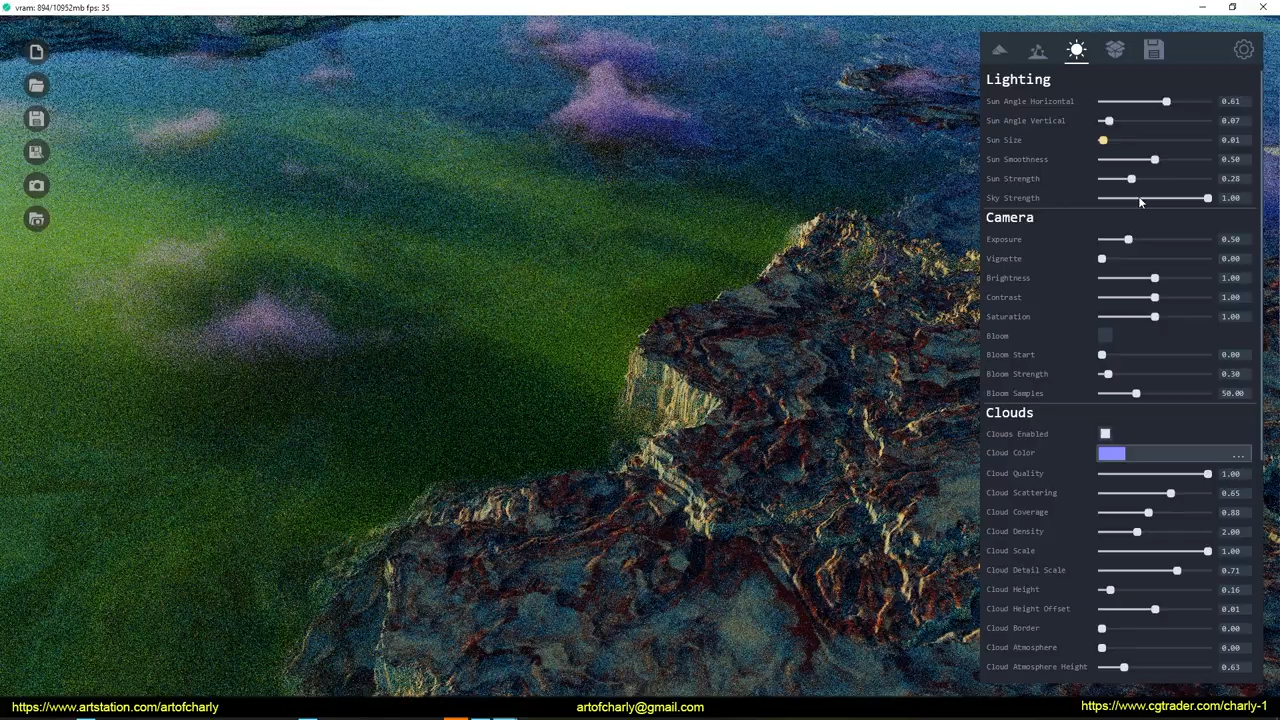 vram: 894/10952mb fps: 35
Lighting
Sun Angle Horizontal 0.61
Sun Angle Vertical 0.07
Sun Size 0.01
Sun Smoothness 0.50
Sun Strength 0.28
Sky Strength 1.00
Camera
Exposure 0.50
Vignette 0.00
Brightness 1.00
Contrast 1.00
Saturation 1.00
Bloom
Bloom Start 0.00
Bloom Strength 0.30
Bloom Samples 50.00
Clouds
Clouds Enabled
Cloud Color ...
Cloud Quality 1.00
Cloud Scattering 0.65
Cloud Coverage 0.88
Cloud Density 2.00
Cloud Scale 1.00
Cloud Detail Scale 0.71
Cloud Height 0.16
Cloud Height Offset 0.01
Cloud Border 0.00
Cloud Atmosphere 0.00
Cloud Atmosphere Height 0.63
https://www.artstation.com/artofcharly artofcharly@gmail.com https://www.cgtrader.com/charly-1